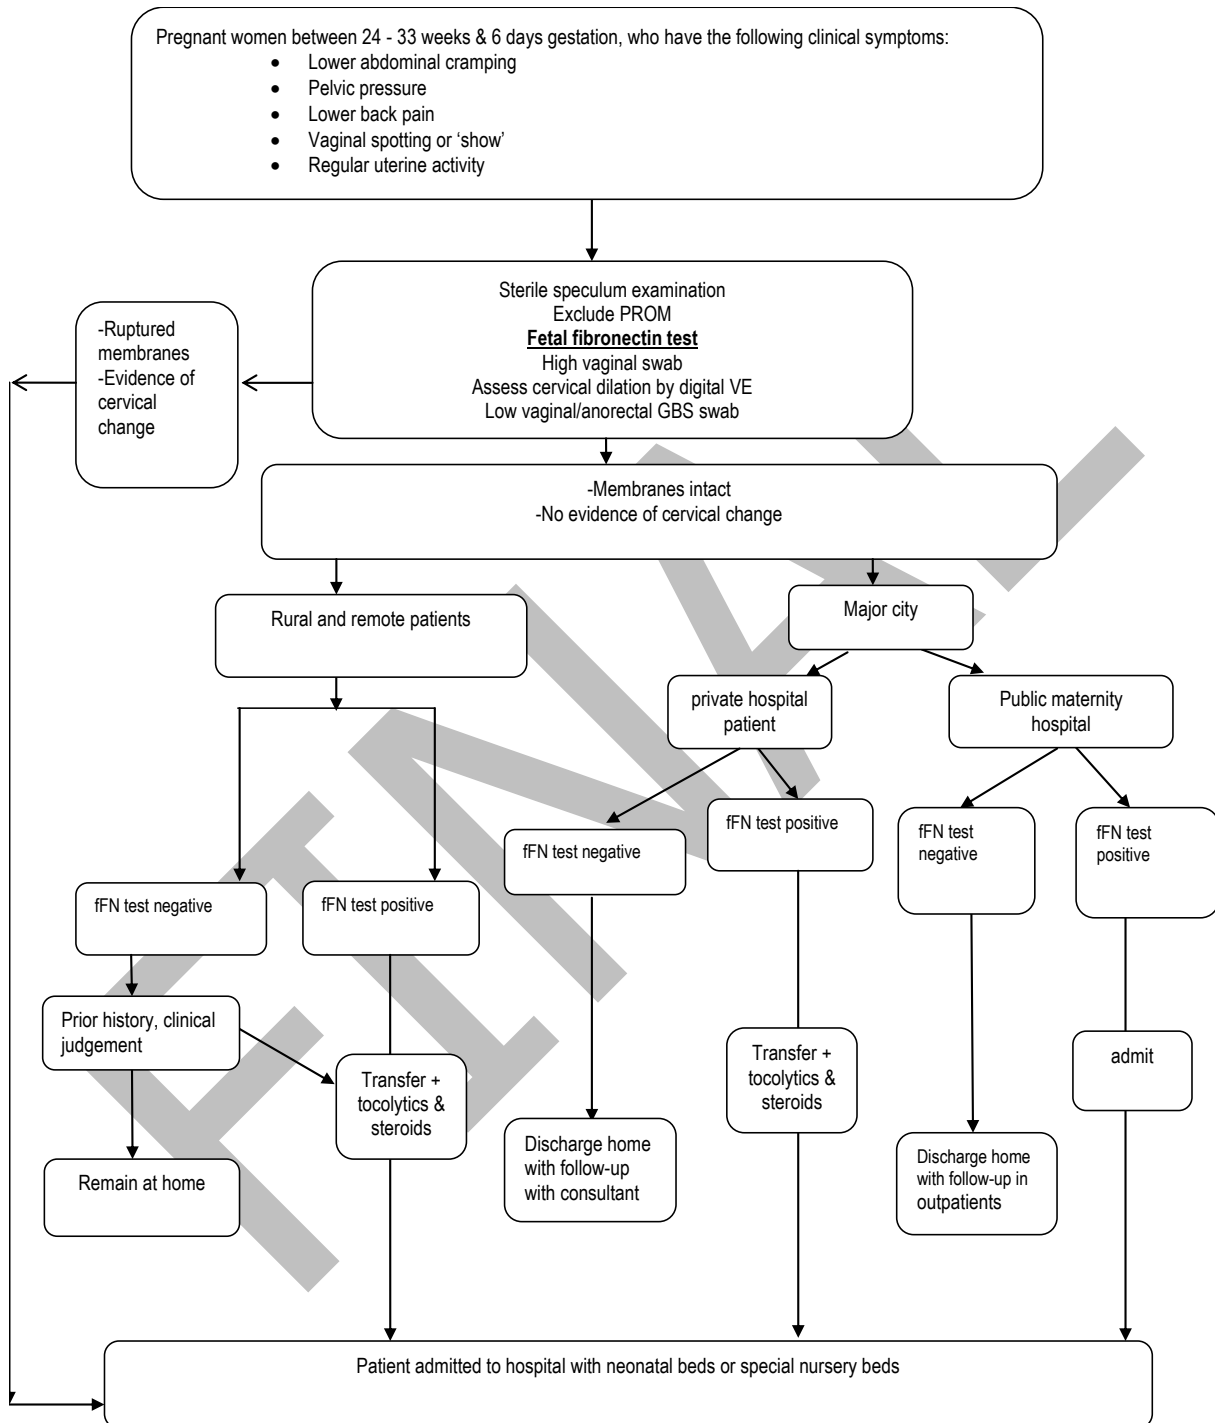 Pregnant women between 24 - 33 weeks & 6 days gestation, who have the following clinical symptoms:
• Lower abdominal cramping
• Pelvic pressure
• Lower back pain
• Vaginal spotting or ‘show’
• Regular uterine activity
Sterile speculum examination
Exclude PROM
Fetal fibronectin test
High vaginal swab
Assess cervical dilation by digital VE
Low vaginal/anorectal GBS swab
-Ruptured
membranes
-Evidence of
cervical
change
-Membranes intact
-No evidence of cervical change
Rural and remote patients
Major city
private hospital
patient
Public maternity
hospital
fFN test negative
fFN test positive
fFN test negative
fFN test positive
fFN test
negative
fFN test
positive
Prior history, clinical
judgement
Transfer +
tocolytics &
steroids
Transfer +
tocolytics &
steroids
admit
Remain at home
Discharge home
with follow-up
with consultant
Discharge home
with follow-up in
outpatients
Patient admitted to hospital with neonatal beds or special nursery beds
FINAL